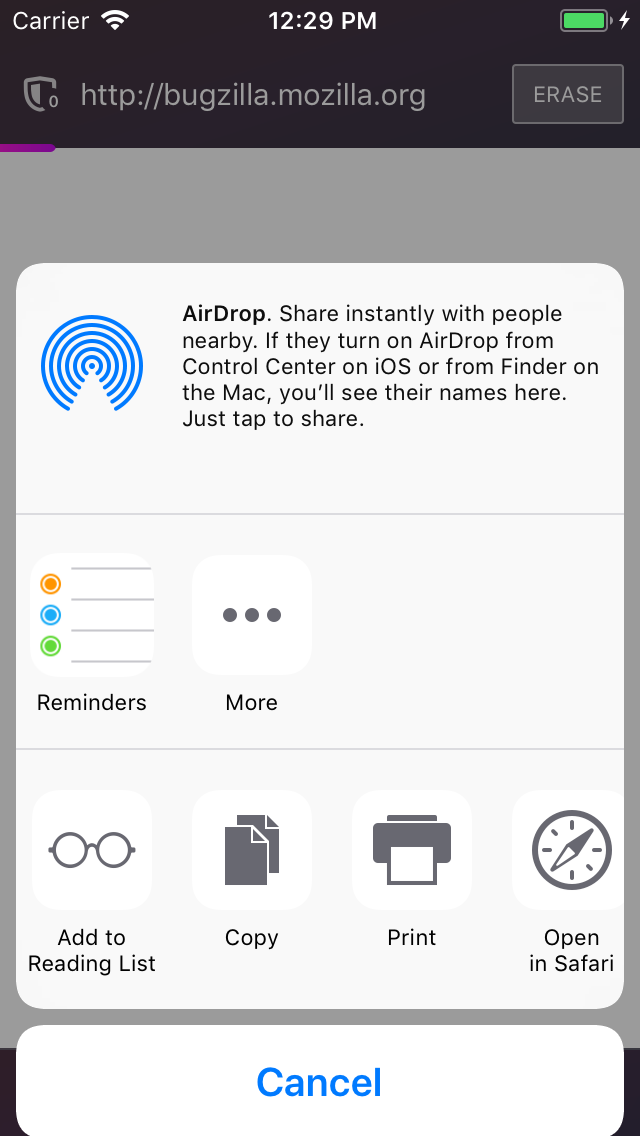 Carrier 12:29 PM
0 http://bugzilla.mozilla.org ERASE
AirDrop. Share instantly with people
nearby. If they turn on AirDrop from
Control Center on iOS or from Finder on
the Mac, you’ll see their names here.
Just tap to share.
Reminders More
Add to
Reading List
Copy
Print
Open
in Safari
Cancel